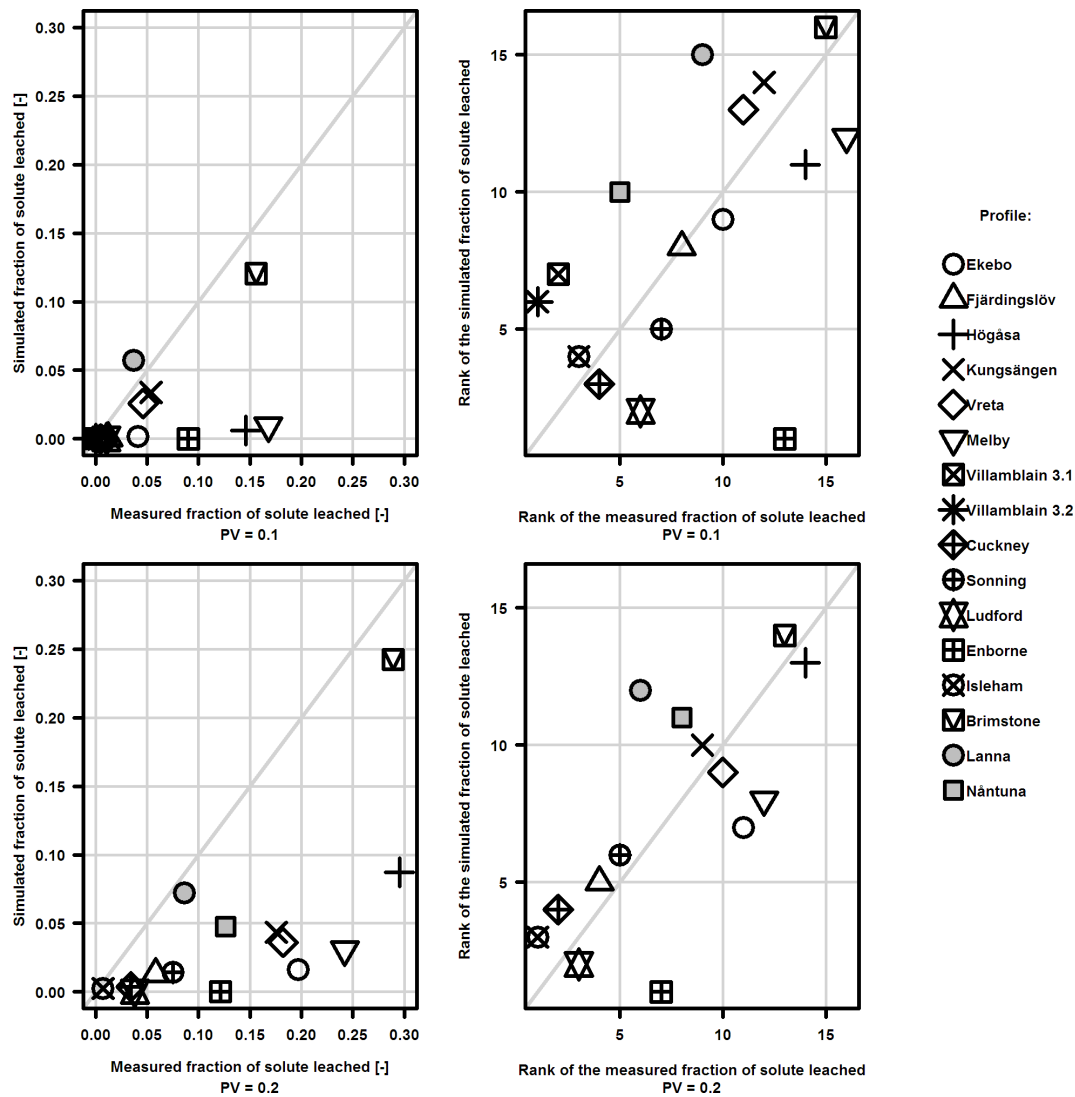 Simulated fraction of solute leached [-]
0.30
0.25
0.20
0.15
0.10
0.05
0.00
0.00 0.05 0.10 0.15 0.20 0.25 0.30
Measured fraction of solute leached [-]
PV = 0.1
Rank of the simulated fraction of solute leached
15
10
5
5 10 15
Rank of the measured fraction of solute leached
PV = 0.1
Simulated fraction of solute leached [-]
0.30
0.25
0.20
0.15
0.10
0.05
0.00
0.00 0.05 0.10 0.15 0.20 0.25 0.30
Measured fraction of solute leached [-]
PV = 0.2
Rank of the simulated fraction of solute leached
15
10
5
5 10 15
Rank of the measured fraction of solute leached
PV = 0.2
Profile:
Ekebo
Fjärdingslöv
Högåsa
Kungsängen
Vreta
Melby
Villamblain 3.1
Villamblain 3.2
Cuckney
Sonning
Ludford
Enborne
Isleham
Brimstone
Lanna
Nåntuna